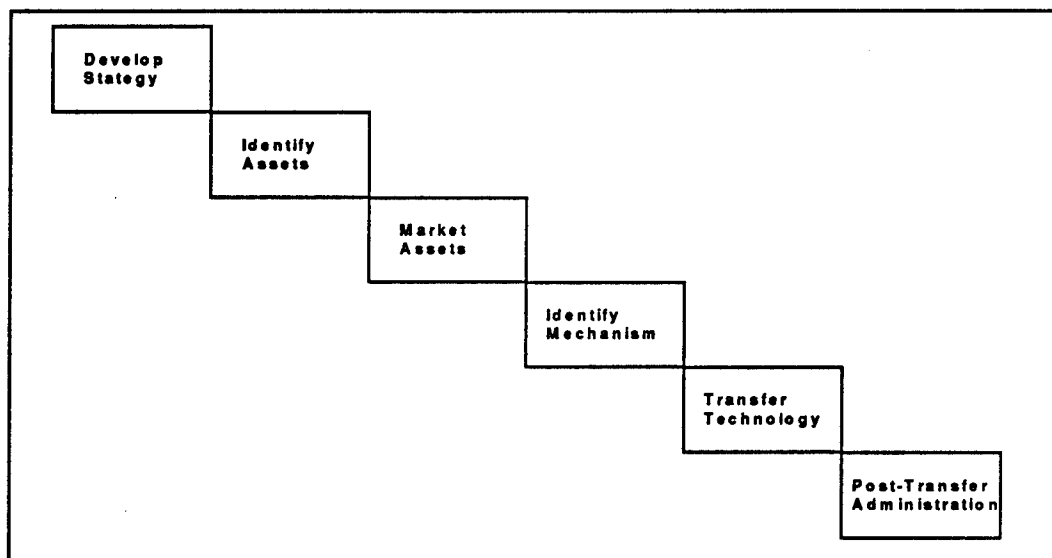 Develop
Stategy
Identify
Assets
Market
Assets
Identify
Mechanism
Transfer
Technology
Post-Transfer
Administration